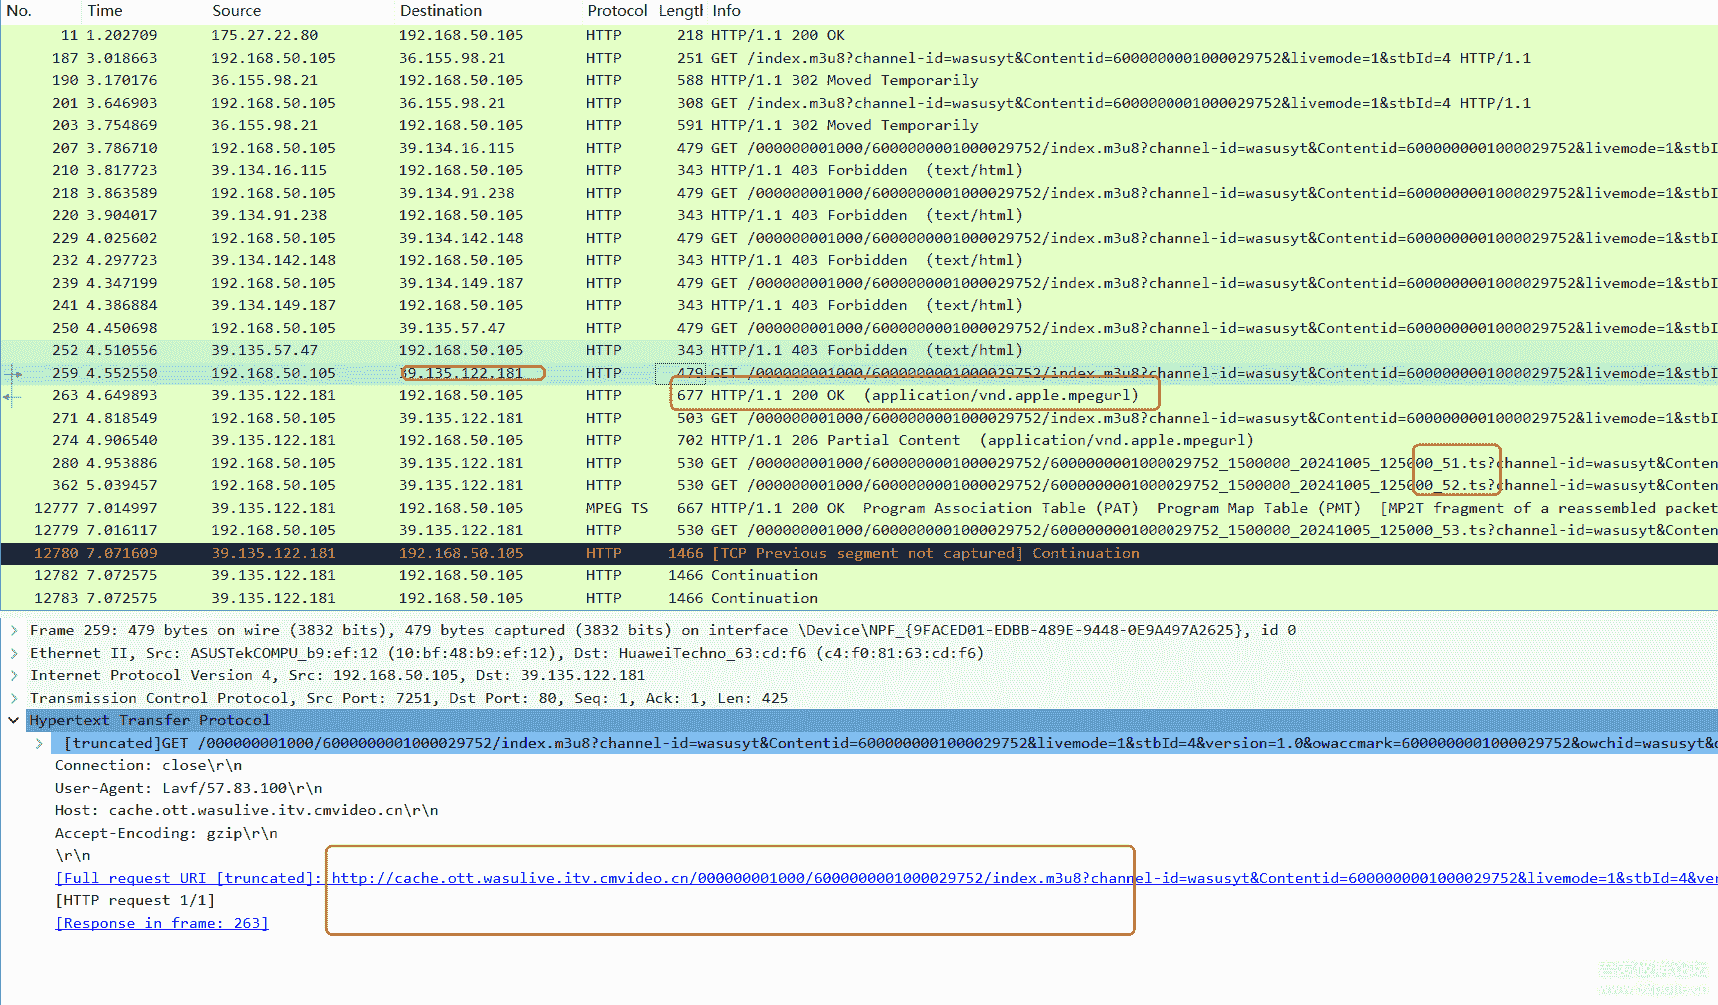 No. Time Source Destination Protocol Length Info
11 1.202709 175.27.22.80 192.168.50.105 HTTP 218 HTTP/1.1 200 OK
187 3.018663 192.168.50.105 36.155.98.21 HTTP 251 GET /index.m3u8?channel-id=wasusyt&Contentid=6000000001000029752&livemode=1&stbId=4 HTTP/1.1
190 3.170176 36.155.98.21 192.168.50.105 HTTP 588 HTTP/1.1 302 Moved Temporarily
201 3.646903 192.168.50.105 36.155.98.21 HTTP 308 GET /index.m3u8?channel-id=wasusyt&Contentid=6000000001000029752&livemode=1&stbId=4 HTTP/1.1
203 3.754869 36.155.98.21 192.168.50.105 HTTP 591 HTTP/1.1 302 Moved Temporarily
207 3.786710 192.168.50.105 39.134.16.115 HTTP 479 GET /000000001000/6000000001000029752/index.m3u8?channel-id=wasusyt&Contentid=6000000001000029752&livemode=1&stbI
210 3.817723 39.134.16.115 192.168.50.105 HTTP 343 HTTP/1.1 403 Forbidden (text/html)
218 3.863589 192.168.50.105 39.134.91.238 HTTP 479 GET /000000001000/6000000001000029752/index.m3u8?channel-id=wasusyt&Contentid=6000000001000029752&livemode=1&stbI
220 3.904017 39.134.91.238 192.168.50.105 HTTP 343 HTTP/1.1 403 Forbidden (text/html)
229 4.025602 192.168.50.105 39.134.142.148 HTTP 479 GET /000000001000/6000000001000029752/index.m3u8?channel-id=wasusyt&Contentid=6000000001000029752&livemode=1&stbI
232 4.297723 39.134.142.148 192.168.50.105 HTTP 343 HTTP/1.1 403 Forbidden (text/html)
239 4.347199 192.168.50.105 39.134.149.187 HTTP 479 GET /000000001000/6000000001000029752/index.m3u8?channel-id=wasusyt&Contentid=6000000001000029752&livemode=1&stbI
241 4.386884 39.134.149.187 192.168.50.105 HTTP 343 HTTP/1.1 403 Forbidden (text/html)
250 4.450698 192.168.50.105 39.135.57.47 HTTP 479 GET /000000001000/6000000001000029752/index.m3u8?channel-id=wasusyt&Contentid=6000000001000029752&livemode=1&stbI
252 4.510556 39.135.57.47 192.168.50.105 HTTP 343 HTTP/1.1 403 Forbidden (text/html)
259 4.552550 192.168.50.105 39.135.122.181 HTTP 479 GET /000000001000/6000000001000029752/index.m3u8?channel-id=wasusyt&Contentid=6000000001000029752&livemode=1&stbI
263 4.649893 39.135.122.181 192.168.50.105 HTTP 677 HTTP/1.1 200 OK (application/vnd.apple.mpegurl)
271 4.818549 192.168.50.105 39.135.122.181 HTTP 503 GET /000000001000/6000000001000029752/index.m3u8?channel-id=wasusyt&Contentid=6000000001000029752&livemode=1&stbI
274 4.906540 39.135.122.181 192.168.50.105 HTTP 702 HTTP/1.1 206 Partial Content (application/vnd.apple.mpegurl)
280 4.953886 192.168.50.105 39.135.122.181 HTTP 530 GET /000000001000/6000000001000029752/6000000001000029752_1500000_20241005_125000_51.ts?channel-id=wasusyt&Conten
362 5.039457 192.168.50.105 39.135.122.181 HTTP 530 GET /000000001000/6000000001000029752/6000000001000029752_1500000_20241005_125000_52.ts?channel-id=wasusyt&Conten
12777 7.014997 39.135.122.181 192.168.50.105 MPEG TS 667 HTTP/1.1 200 OK Program Association Table (PAT) Program Map Table (PMT) [MP2T fragment of a reassembled packet
12779 7.016117 192.168.50.105 39.135.122.181 HTTP 530 GET /000000001000/6000000001000029752/6000000001000029752_1500000_20241005_125000_53.ts?channel-id=wasusyt&Conten
12780 7.071609 39.135.122.181 192.168.50.105 HTTP 1466 [TCP Previous segment not captured] Continuation
12782 7.072575 39.135.122.181 192.168.50.105 HTTP 1466 Continuation
12783 7.072575 39.135.122.181 192.168.50.105 HTTP 1466 Continuation
Frame 259: 479 bytes on wire (3832 bits), 479 bytes captured (3832 bits) on interface \Device\NPF_{9FACED01-EDBB-489E-9448-0E9A497A2625}, id 0
Ethernet II, Src: ASUSTekCOMPU_b9:ef:12 (10:bf:48:b9:ef:12), Dst: HuaweiTechno_63:cd:f6 (c4:f0:81:63:cd:f6)
Internet Protocol Version 4, Src: 192.168.50.105, Dst: 39.135.122.181
Transmission Control Protocol, Src Port: 7251, Dst Port: 80, Seq: 1, Ack: 1, Len: 425
Hypertext Transfer Protocol
[truncated]GET /000000001000/6000000001000029752/index.m3u8?channel-id=wasusyt&Contentid=6000000001000029752&livemode=1&stbId=4&version=1.0&owaccmark=6000000001000029752&owchid=wasusyt&o
Connection: close\r\n
User-Agent: Lavf/57.83.100\r\n
Host: cache.ott.wasulive.itv.cmvideo.cn\r\n
Accept-Encoding: gzip\r\n
\r\n
[Full request URI [truncated]: http://cache.ott.wasulive.itv.cmvideo.cn/000000001000/6000000001000029752/index.m3u8?channel-id=wasusyt&Contentid=6000000001000029752&livemode=1&stbId=4&ver
[HTTP request 1/1]
[Response in frame: 263]